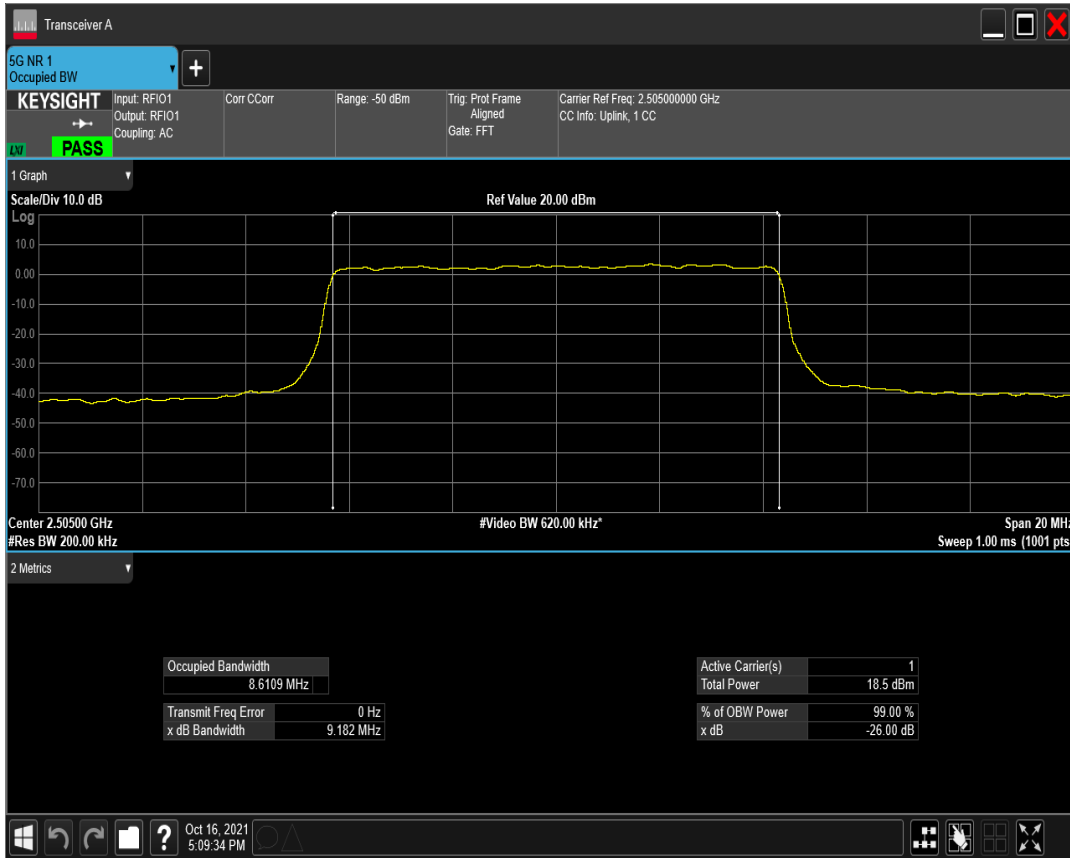 Transceiver A
5G NR 1
Occupied BW
+
KEYSIGHT
Input: RFIO1
Output: RFIO1
Coupling: AC
Corr CCorr
Range: -50 dBm
Trig: Prot Frame
Aligned
Gate: FFT
Carrier Ref Freq: 2.505000000 GHz
CC Info: Uplink, 1 CC
LXI
PASS
1 Graph
Scale/Div 10.0 dB
Ref Value 20.00 dBm
Log
10.0
0.00
-10.0
-20.0
-30.0
-40.0
-50.0
-60.0
-70.0
Center 2.50500 GHz
#Video BW 620.00 kHz*
Span 20 MHz
#Res BW 200.00 kHz
Sweep 1.00 ms (1001 pts
2 Metrics
Occupied Bandwidth
8.6109 MHz
Transmit Freq Error 0 Hz
x dB Bandwidth 9.182 MHz
Active Carrier(s) 1
Total Power 18.5 dBm
% of OBW Power 99.00 %
x dB -26.00 dB
?
Oct 16, 2021
5:09:34 PM